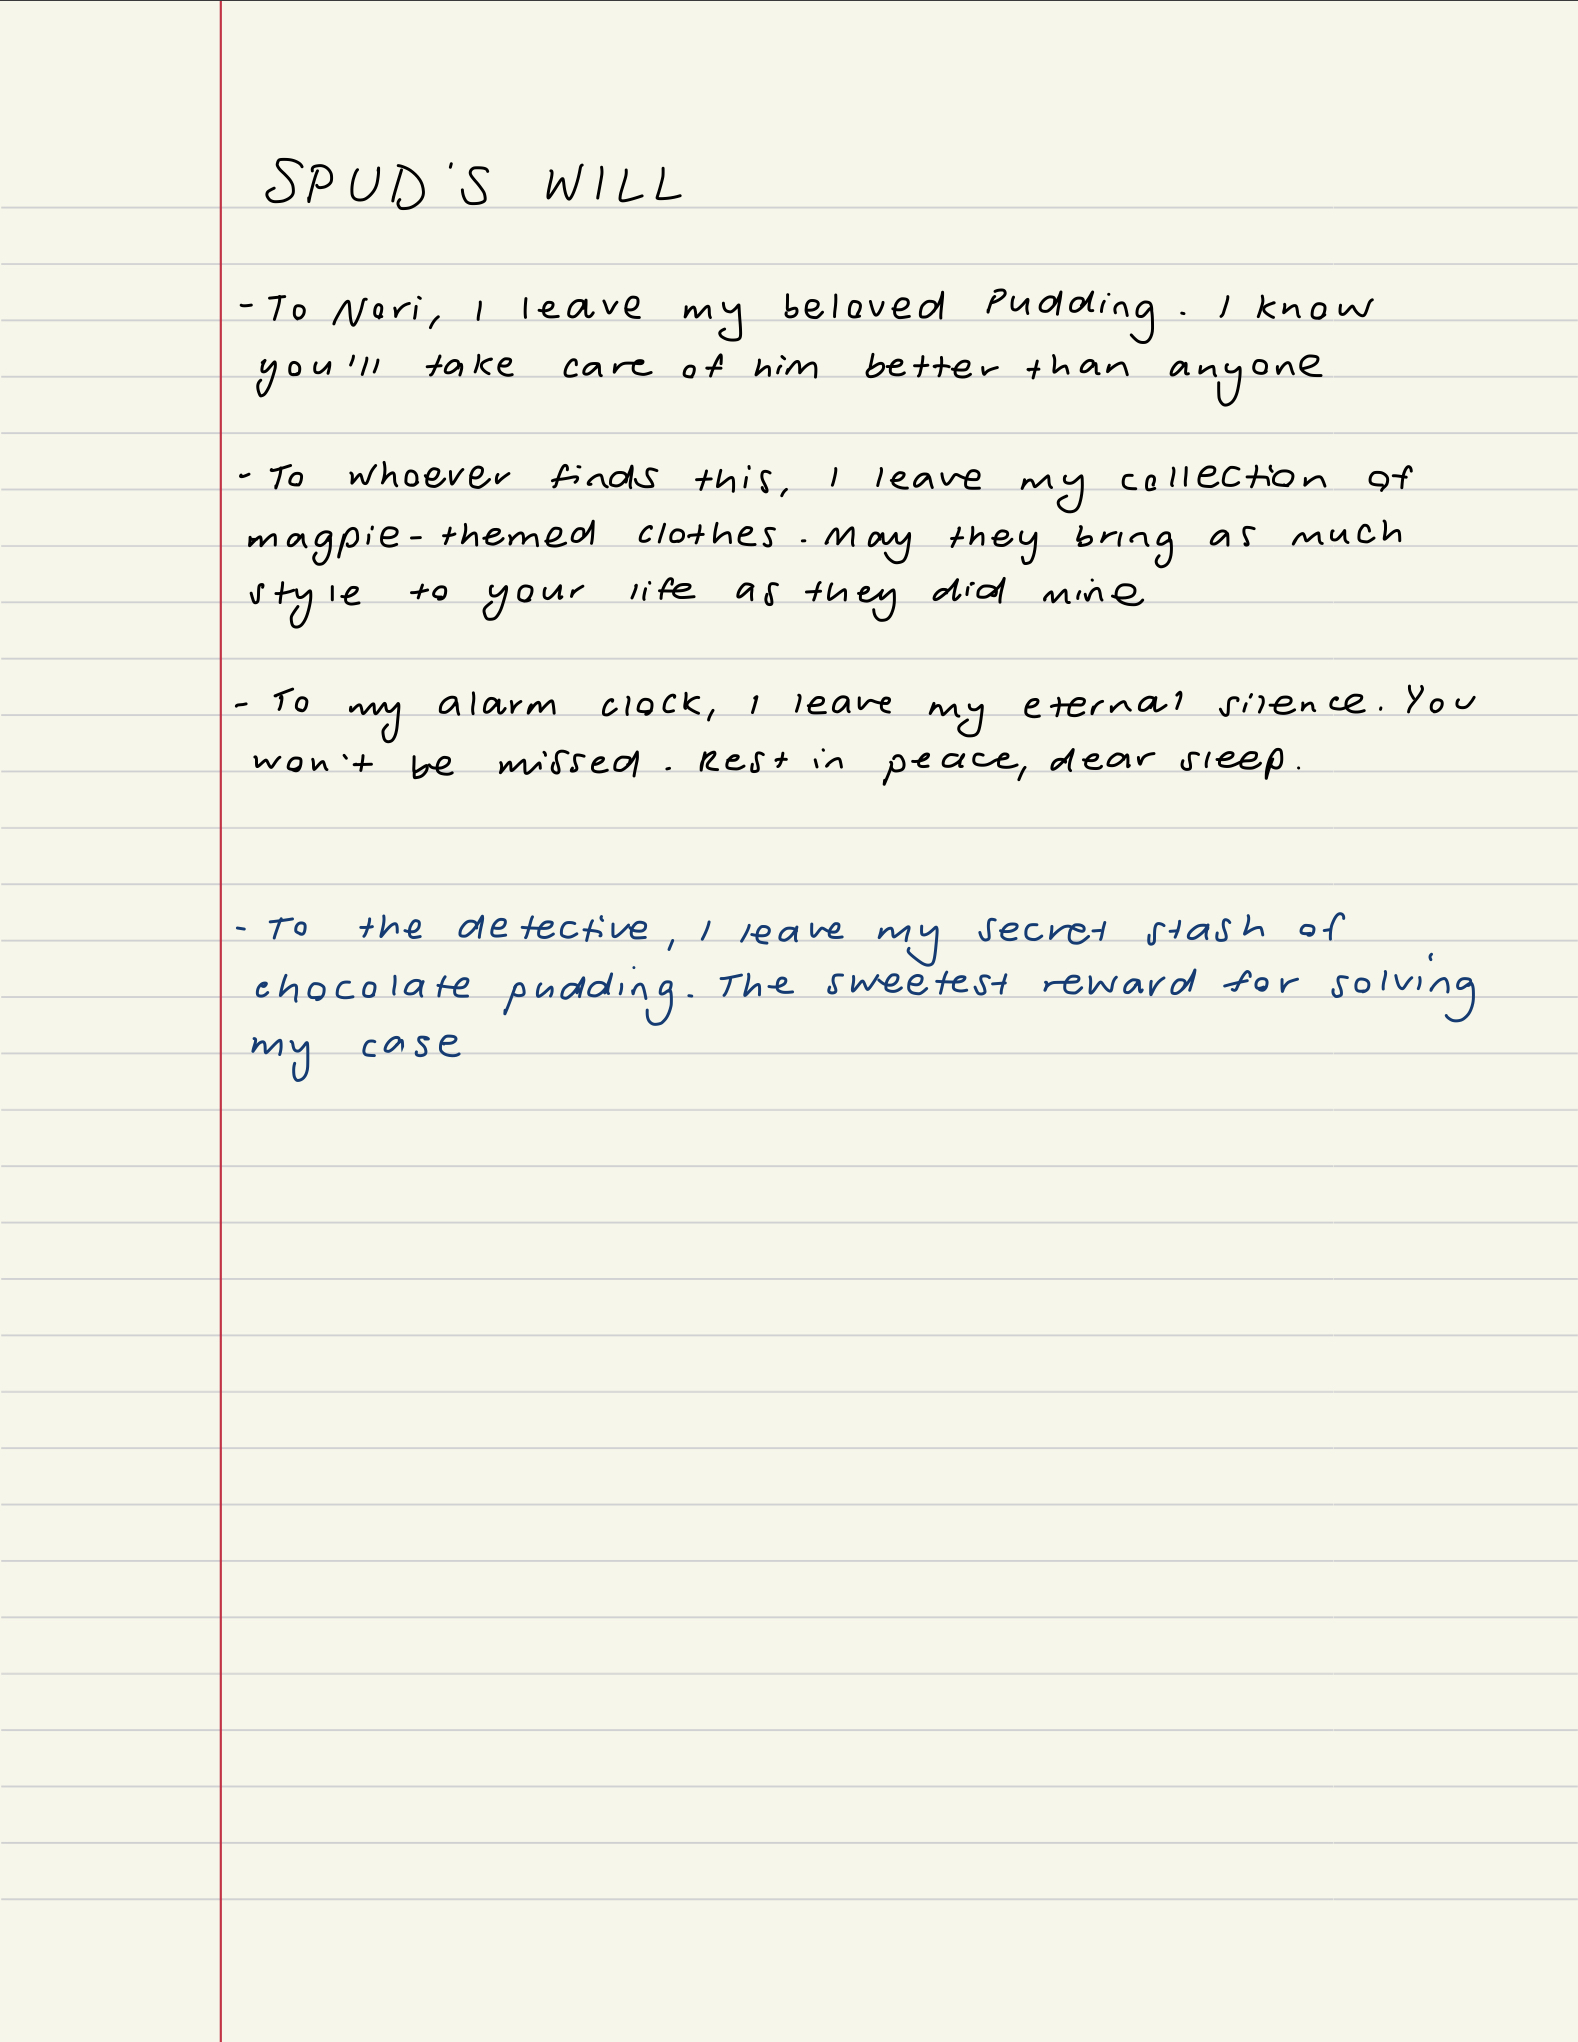 SPUD'S WILL
- To Nori, I leave my beloved Pudding. I know
you'll take care of him better than anyone
- To whoever finds this, I leave my collection of
magpie-themed clothes. May they bring as much
style to your life as they did mine
- To my alarm clock, I leave my eternal silence. You
won't be missed. Rest in peace, dear sleep.
- To the detective, I leave my secret stash of
chocolate pudding. The sweetest reward for solving
my case